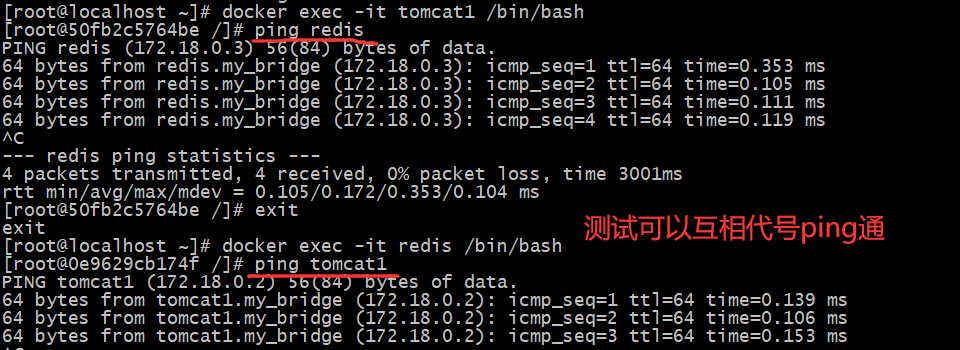 [root@localhost ~]# docker exec -it tomcat1 /bin/bash
[root@50fb2c5764be /]# ping redis
PING redis (172.18.0.3) 56(84) bytes of data.
64 bytes from redis.my_bridge (172.18.0.3): icmp_seq=1 ttl=64 time=0.353 ms
64 bytes from redis.my_bridge (172.18.0.3): icmp_seq=2 ttl=64 time=0.105 ms
64 bytes from redis.my_bridge (172.18.0.3): icmp_seq=3 ttl=64 time=0.111 ms
64 bytes from redis.my_bridge (172.18.0.3): icmp_seq=4 ttl=64 time=0.119 ms
^C
--- redis ping statistics ---
4 packets transmitted, 4 received, 0% packet loss, time 3001ms
rtt min/avg/max/mdev = 0.105/0.172/0.353/0.104 ms
[root@50fb2c5764be /]# exit
exit
测试可以互相代号ping通
[root@localhost ~]# docker exec -it redis /bin/bash
[root@0e9629cb174f /]# ping tomcat1
PING tomcat1 (172.18.0.2) 56(84) bytes of data.
64 bytes from tomcat1.my_bridge (172.18.0.2): icmp_seq=1 ttl=64 time=0.139 ms
64 bytes from tomcat1.my_bridge (172.18.0.2): icmp_seq=2 ttl=64 time=0.106 ms
64 bytes from tomcat1.my_bridge (172.18.0.2): icmp_seq=3 ttl=64 time=0.153 ms